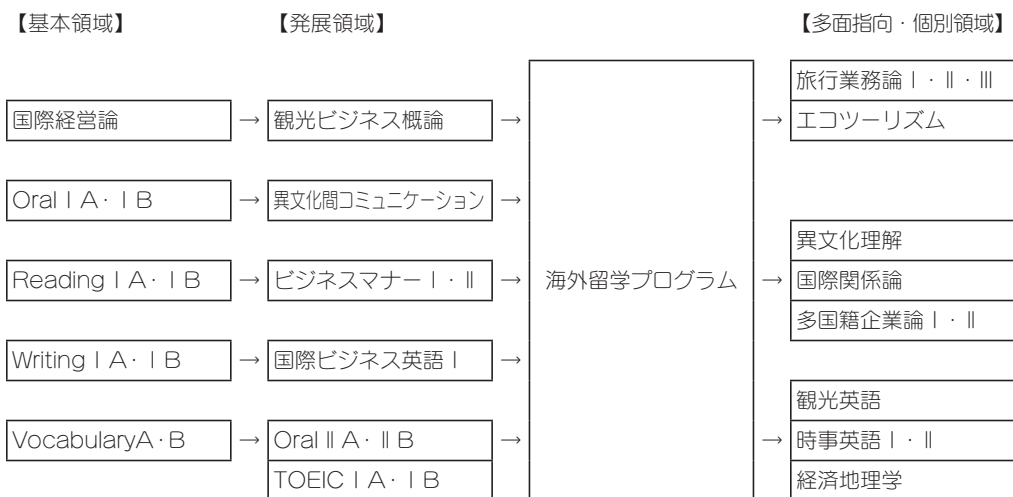 【基本領域】 【発展領域】 【多面指向・個別領域】
旅行業務論Ⅰ・Ⅱ・Ⅲ
国際経営論 → 観光ビジネス概論 → → エコツーリズム
OralⅠA・ⅠB → 異文化間コミュニケーション →
異文化理解
ReadingⅠA・ⅠB → ビジネスマナーⅠ・Ⅱ → 海外留学プログラム → 国際関係論
多国籍企業論Ⅰ・Ⅱ
WritingⅠA・ⅠB → 国際ビジネス英語Ⅰ →
観光英語
VocabularyA・B → OralⅡA・ⅡB → → 時事英語Ⅰ・Ⅱ
TOEICⅠA・ⅠB 経済地理学